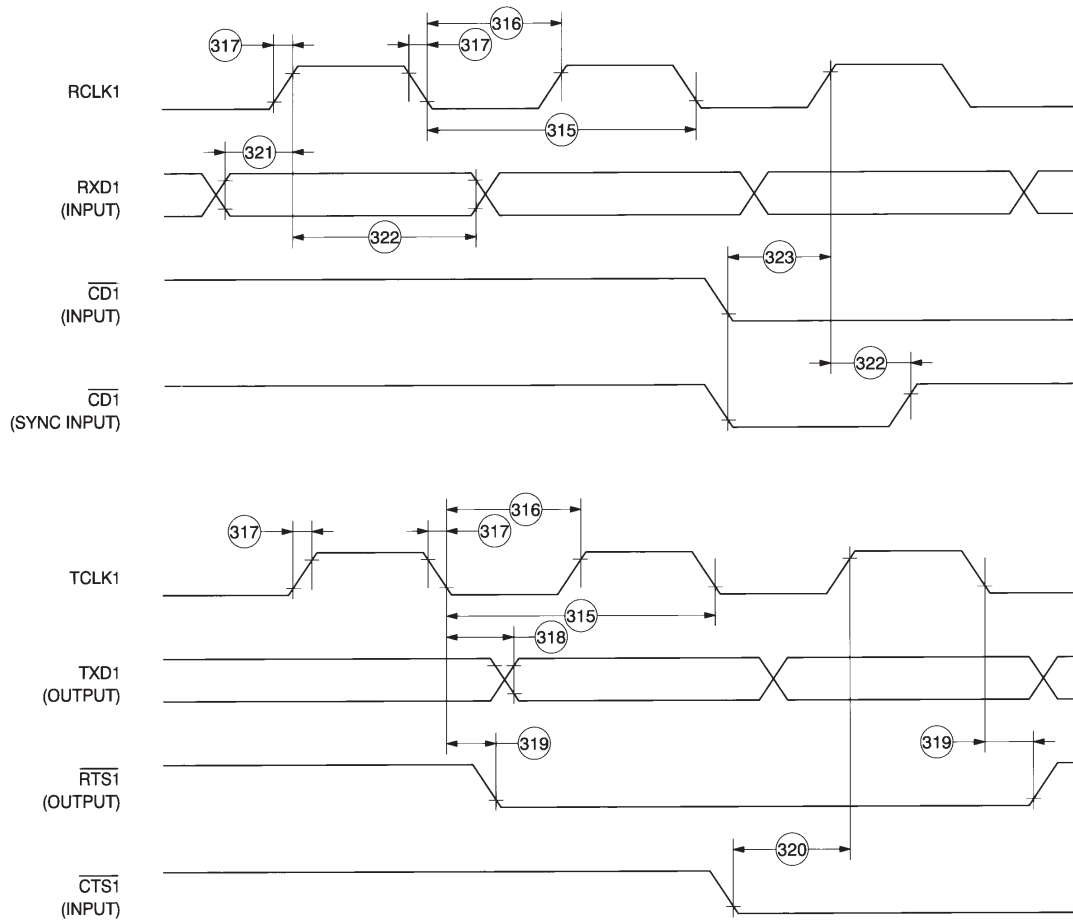 316
317
317
RCLK1
315
321
RXD1
(INPUT)
322
323
CD1
(INPUT)
322
CD1
(SYNC INPUT)
316
317
317
TCLK1
315
318
TXD1
(OUTPUT)
319
319
RTS1
(OUTPUT)
320
CTS1
(INPUT)